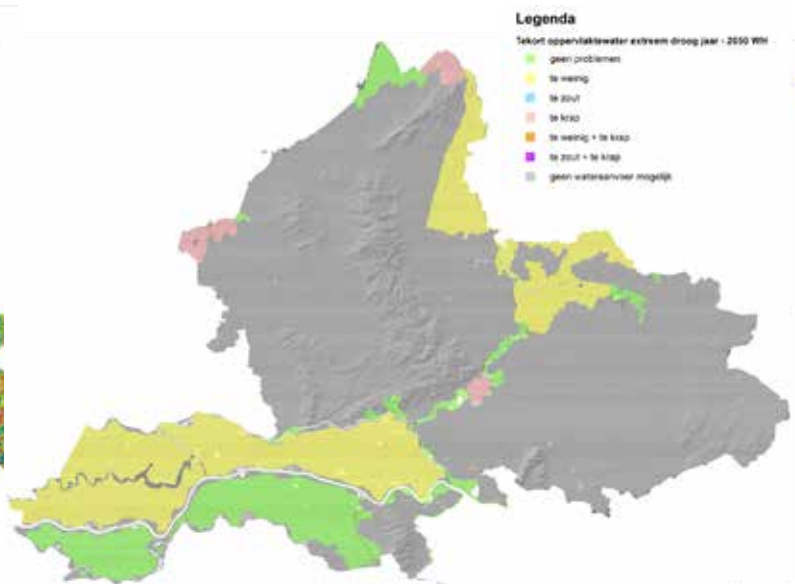 Legenda
Tekort oppervlaktewater extreem droog jaar - 2050 WH
geen problemen
te weinig
te zout
te krap
te weinig + te krap
te zout + te krap
geen wateraanvoer mogelijk